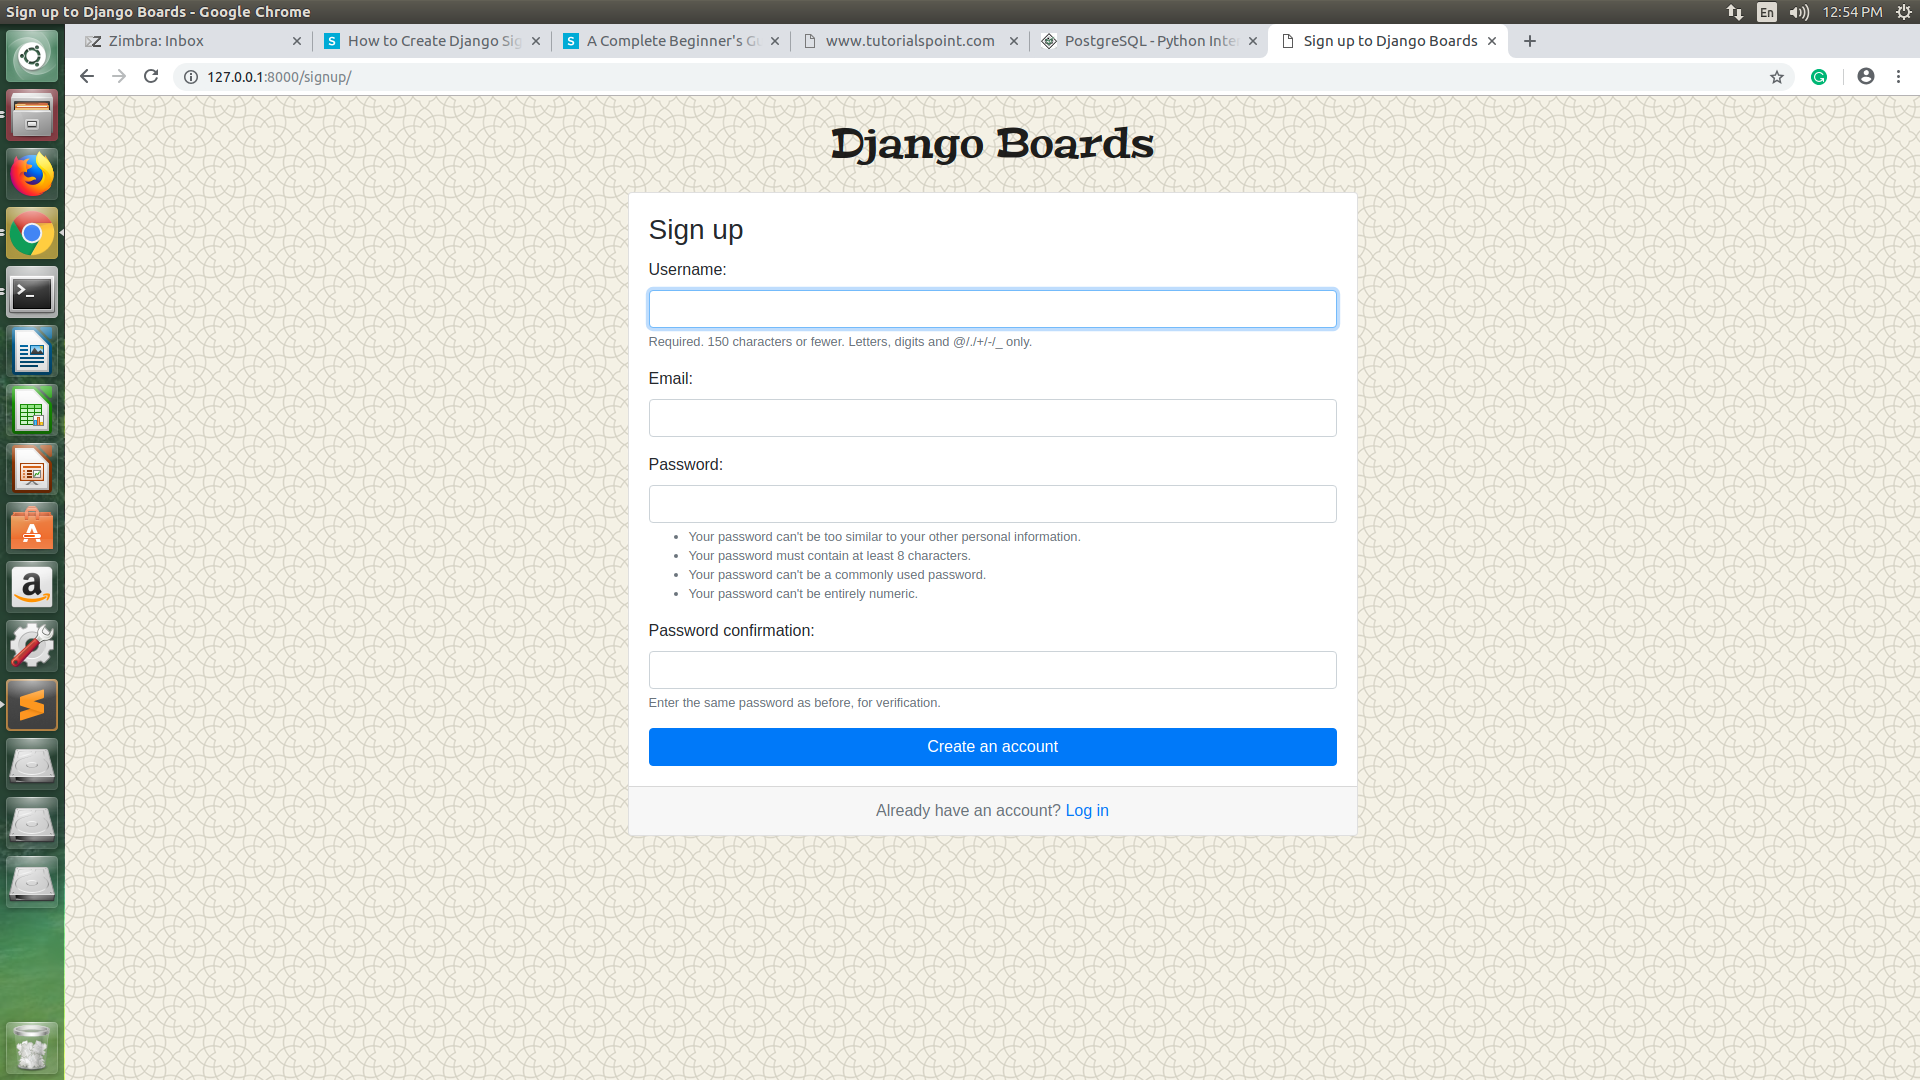 Sign up to Django Boards - Google Chrome
En
12:54 PM
Zimbra: Inbox
How to Create Django Sig
A Complete Beginner's Gu
www.tutorialspoint.com
PostgreSQL - Python Inter
Sign up to Django Boards
127.0.0.1:8000/signup/
Django Boards
Sign up
Username:
Required. 150 characters or fewer. Letters, digits and @/./+/-/_ only.
Email:
Password:
Your password can't be too similar to your other personal information.
Your password must contain at least 8 characters.
Your password can't be a commonly used password.
Your password can't be entirely numeric.
Password confirmation:
Enter the same password as before, for verification.
Create an account
Already have an account? Log in